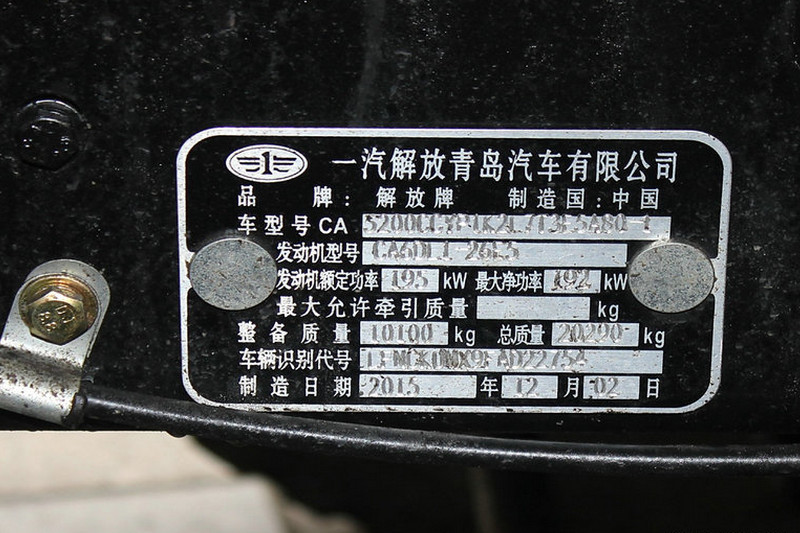 一汽解放青岛汽车有限公司
品 牌: 解放牌 制造国: 中国
车型号 CA
发动机型号 CA6DL1-26E5
发动机额定功率 195 kW 最大净功率 192 kW
最大允许牵引质量 kg
整备质量 10100 kg 总质量 20290 kg
车辆识别代号
制造日期 2015 年 12 月 02 日